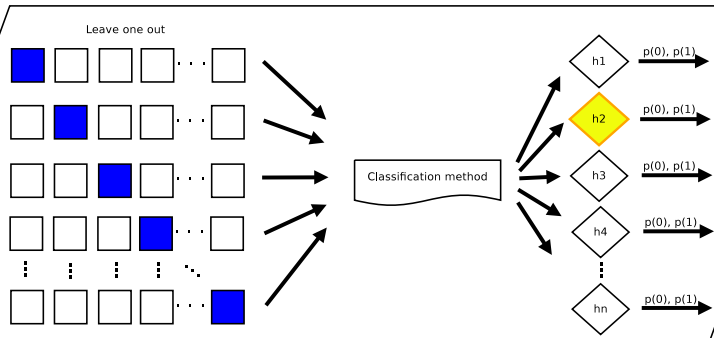 Leave one out
Classification method
h1
p(0), p(1)
h2
p(0), p(1)
h3
p(0), p(1)
h4
p(0), p(1)
hn
p(0), p(1)